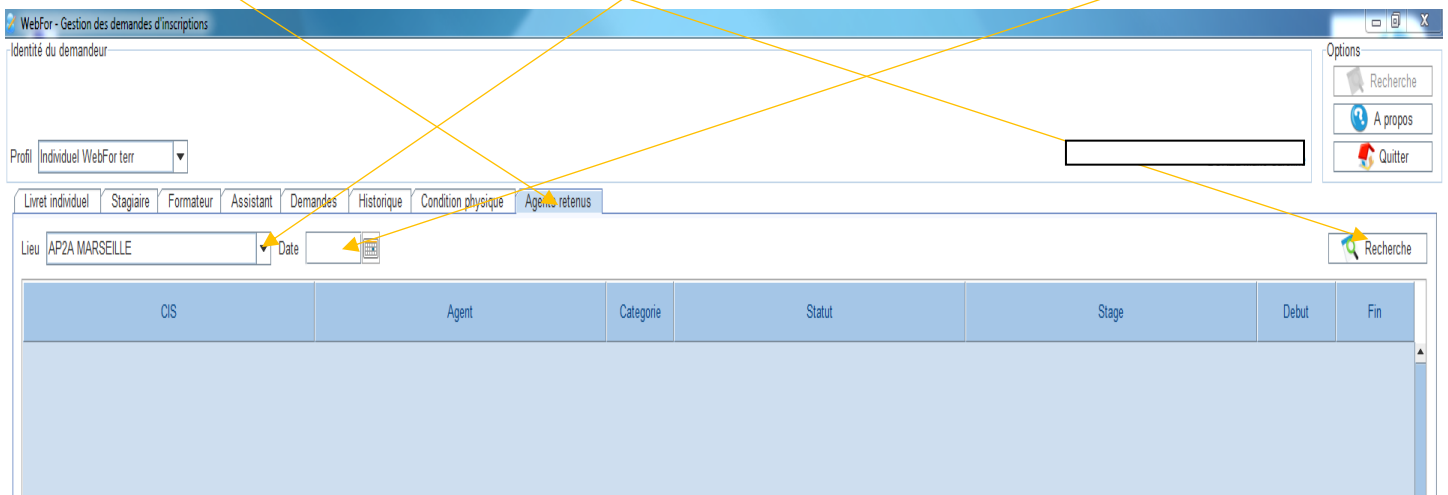 WebFor - Gestion des demandes d'inscriptions
Identité du demandeur
Options
Recherche
A propos
Profil Individuel WebFor terr
Quitter
Livret individuel Stagiaire Formateur Assistant Demandes Historique Condition physique Agents retenus
Lieu AP2A MARSEILLE Date Recherche
CIS Agent Categorie Statut Stage Debut Fin